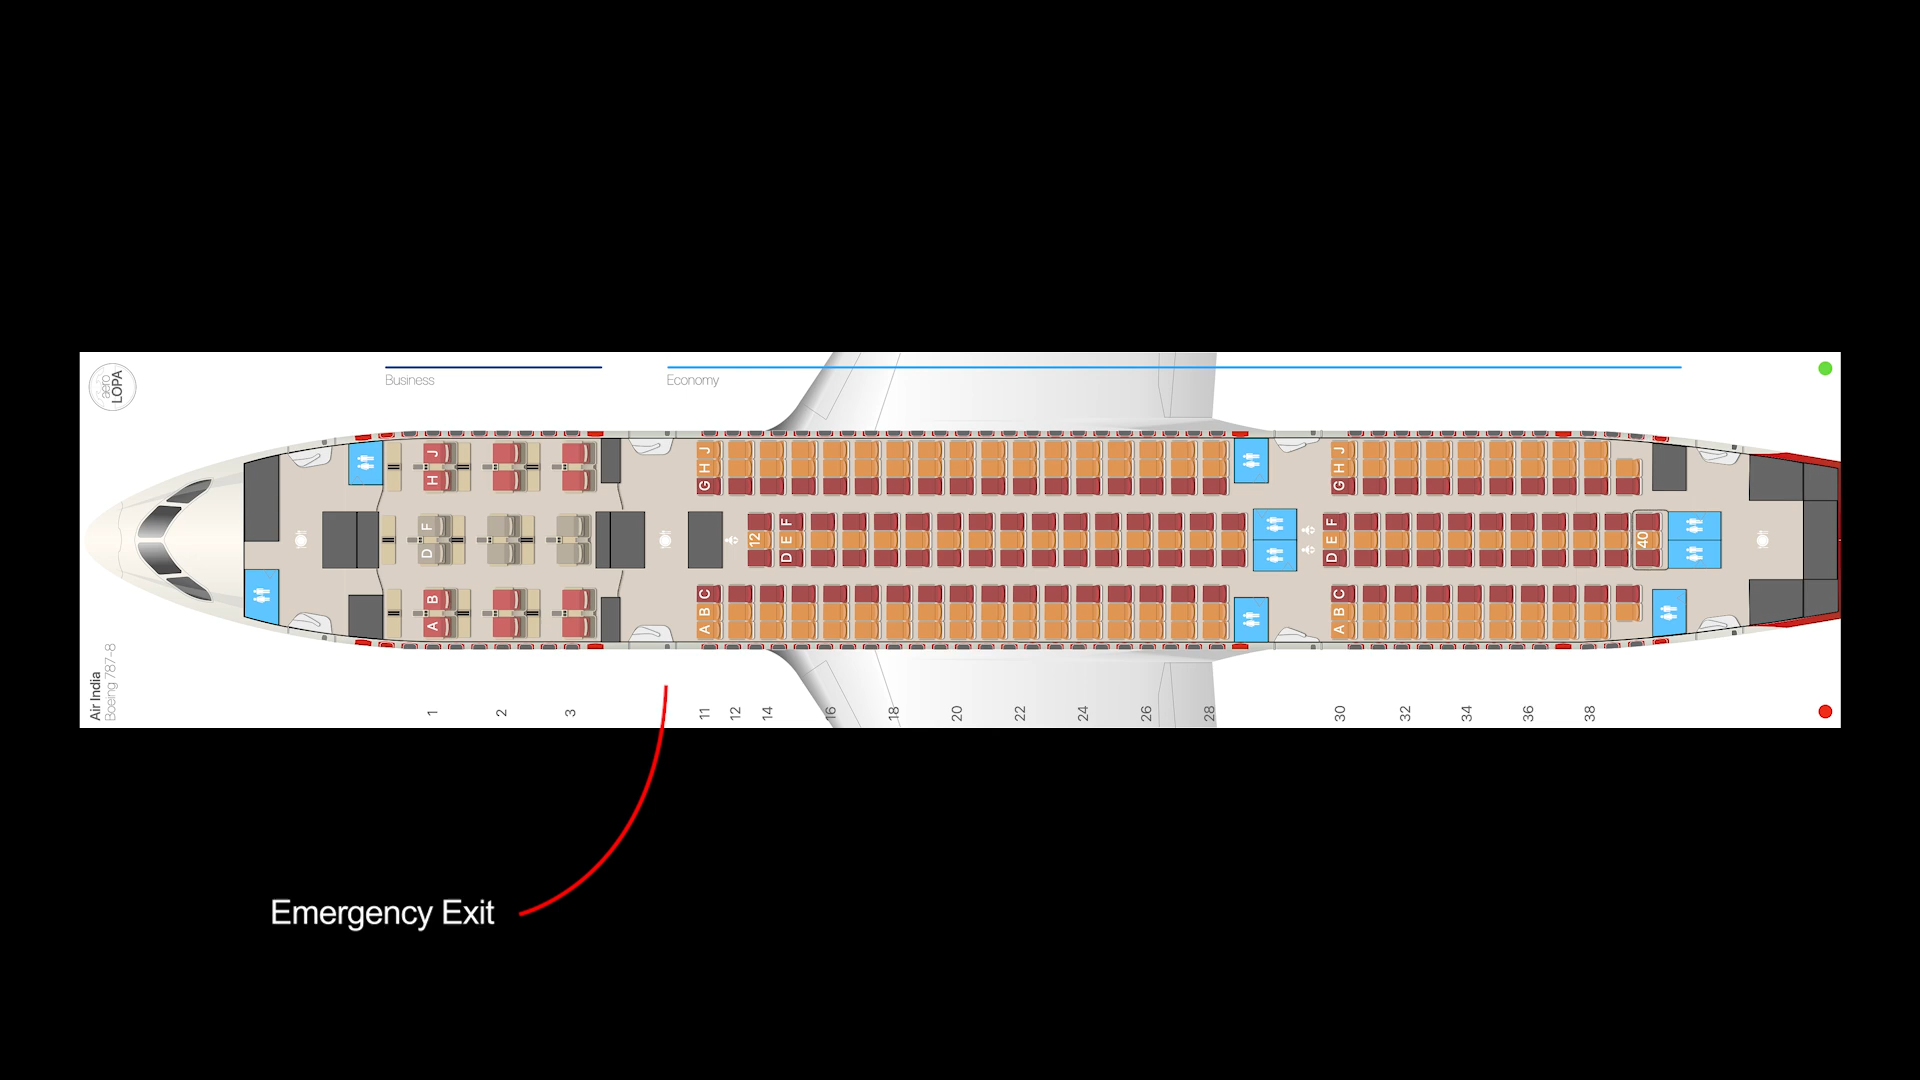 aero
LOPA
Business
Economy
J
H
F
D
B
A
J
H
G
12
F
E
D
C
B
A
J
H
G
F
E
D
C
B
A
40
Air India
Boeing 787-8
1
2
3
11
12
14
16
18
20
22
24
26
28
30
32
34
36
38
Emergency Exit